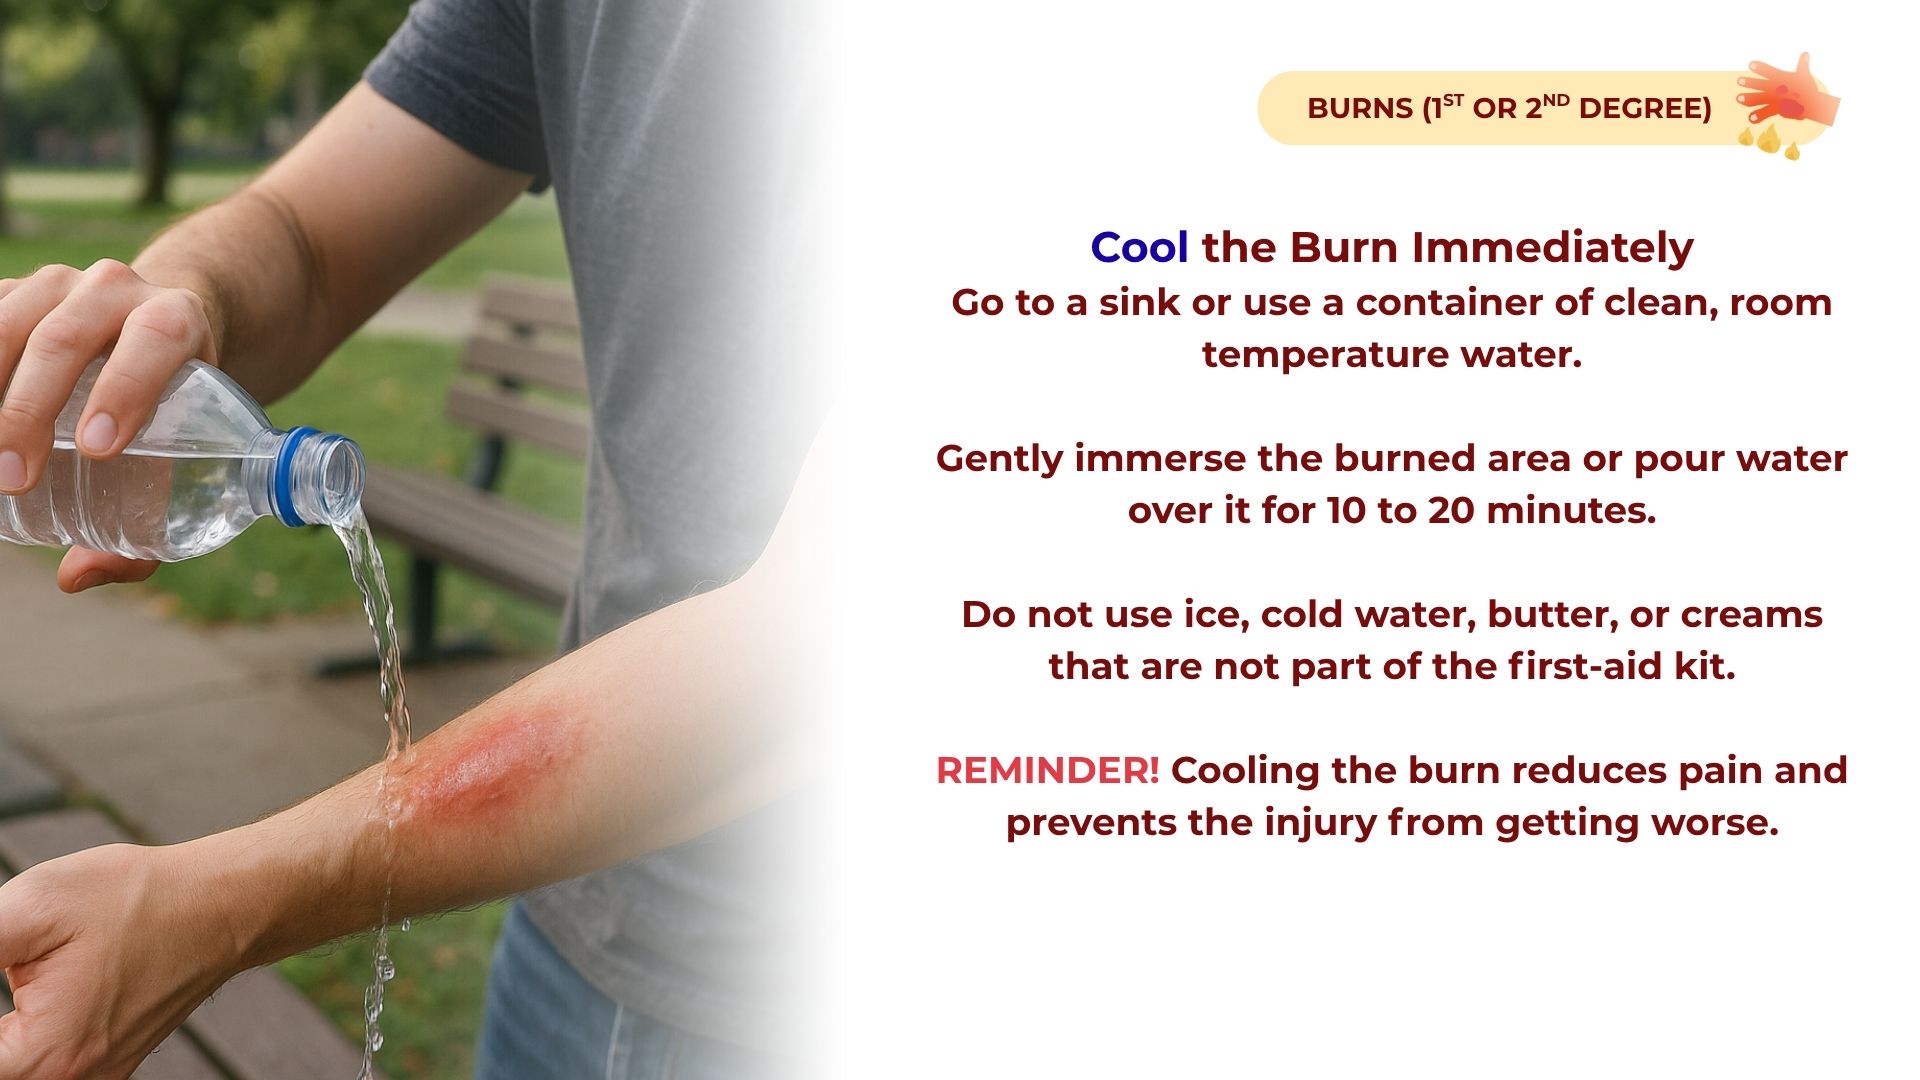 BURNS (1ST OR 2ND DEGREE)
Cool the Burn Immediately
Go to a sink or use a container of clean, room
temperature water.
Gently immerse the burned area or pour water
over it for 10 to 20 minutes.
Do not use ice, cold water, butter, or creams
that are not part of the first-aid kit.
REMINDER! Cooling the burn reduces pain and
prevents the injury from getting worse.